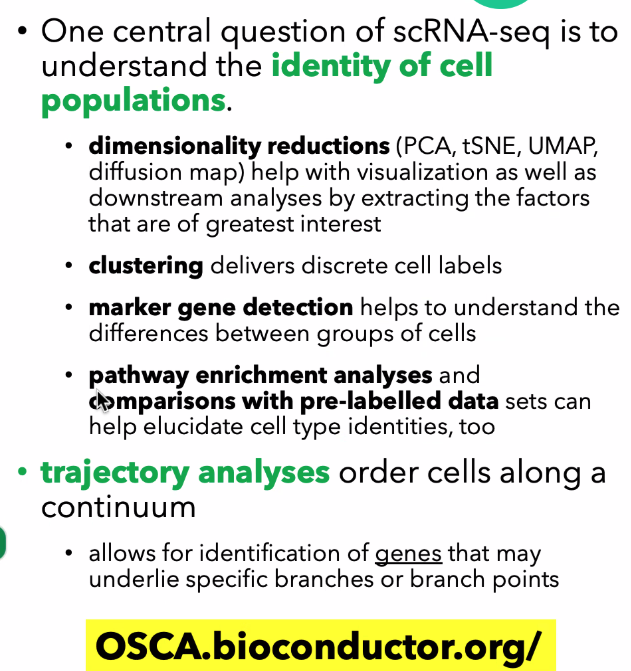 • One central question of scRNA-seq is to
understand the identity of cell
populations.
• dimensionality reductions (PCA, tSNE, UMAP,
diffusion map) help with visualization as well as
downstream analyses by extracting the factors
that are of greatest interest
• clustering delivers discrete cell labels
• marker gene detection helps to understand the
differences between groups of cells
• pathway enrichment analyses and
comparisons with pre-labelled data sets can
help elucidate cell type identities, too
• trajectory analyses order cells along a
continuum
• allows for identification of genes that may
underlie specific branches or branch points
OSCA.bioconductor.org/